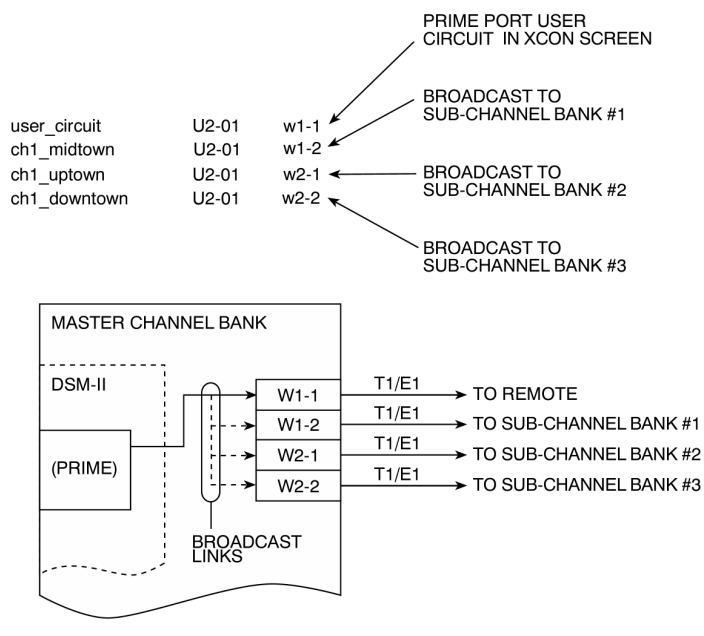 PRIME PORT USER
CIRCUIT IN XCON SCREEN
BROADCAST TO
SUB-CHANNEL BANK #1
user_circuit U2-01 w1-1
ch1_midtown U2-01 w1-2
ch1_uptown U2-01 w2-1
ch1_downtown U2-01 w2-2
BROADCAST TO
SUB-CHANNEL BANK #2
BROADCAST TO
SUB-CHANNEL BANK #3
MASTER CHANNEL BANK
DSM-II
(PRIME)
W1-1 T1/E1 TO REMOTE
W1-2 T1/E1 TO SUB-CHANNEL BANK #1
W2-1 T1/E1 TO SUB-CHANNEL BANK #2
W2-2 T1/E1 TO SUB-CHANNEL BANK #3
BROADCAST
LINKS